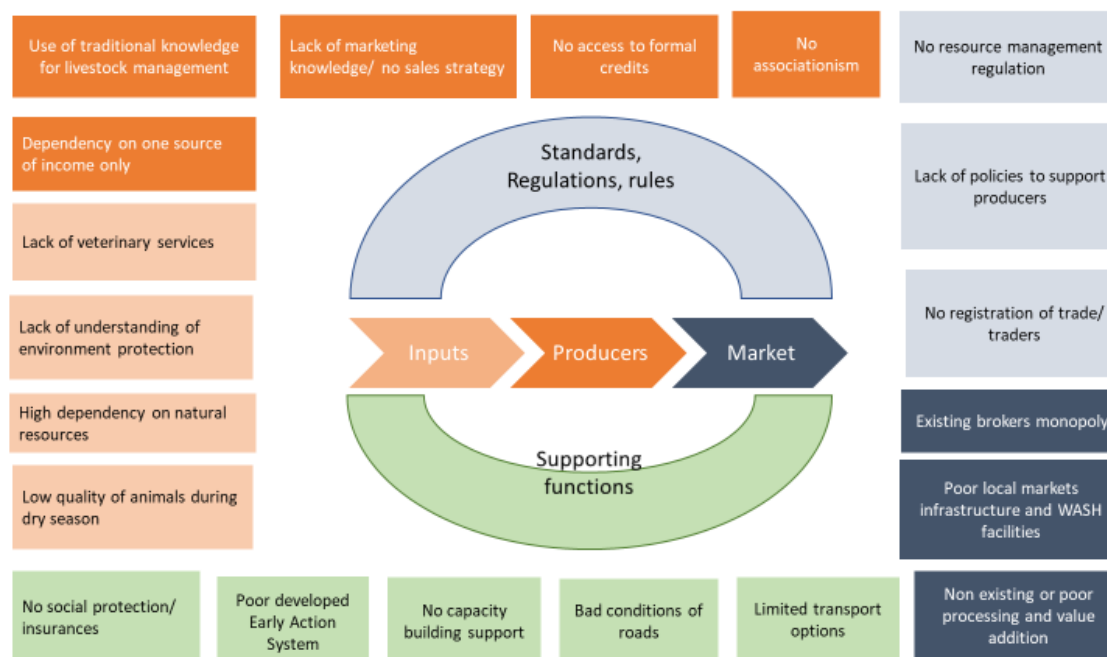 Use of traditional knowledge
for livestock management
Lack of marketing
knowledge/ no sales strategy
No access to formal
credits
No
associationism
No resource management
regulation
Dependency on one source
of income only
Standards,
Regulations, rules
Lack of policies to support
producers
Lack of veterinary services
Lack of understanding of
environment protection
No registration of trade/
traders
Inputs
Producers
Market
High dependency on natural
resources
Existing brokers monopoly
Supporting
functions
Low quality of animals during
dry season
Poor local markets
infrastructure and WASH
facilities
No social protection/
insurances
Poor developed
Early Action
System
No capacity
building support
Bad conditions of
roads
Limited transport
options
Non existing or poor
processing and value
addition